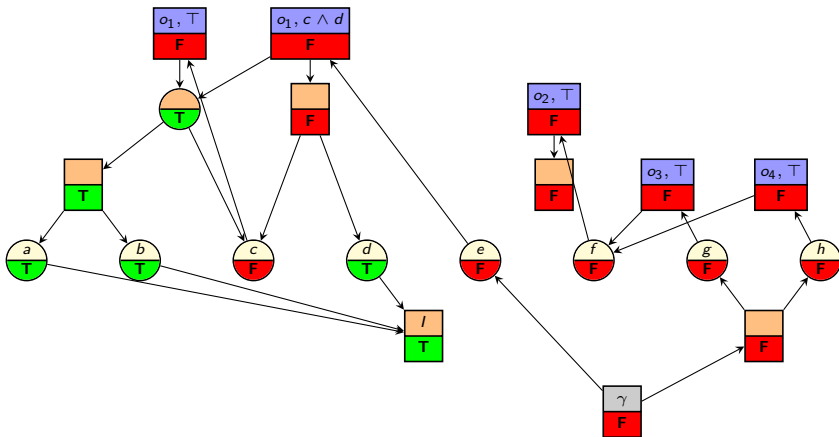 o₁, ⊤
F
o₁, c ∧ d
F
T
F
o₂, ⊤
F
T
F
o₃, ⊤
F
o₄, ⊤
F
a
T
b
T
c
F
d
T
e
F
f
F
g
F
h
F
I
T
F
γ
F